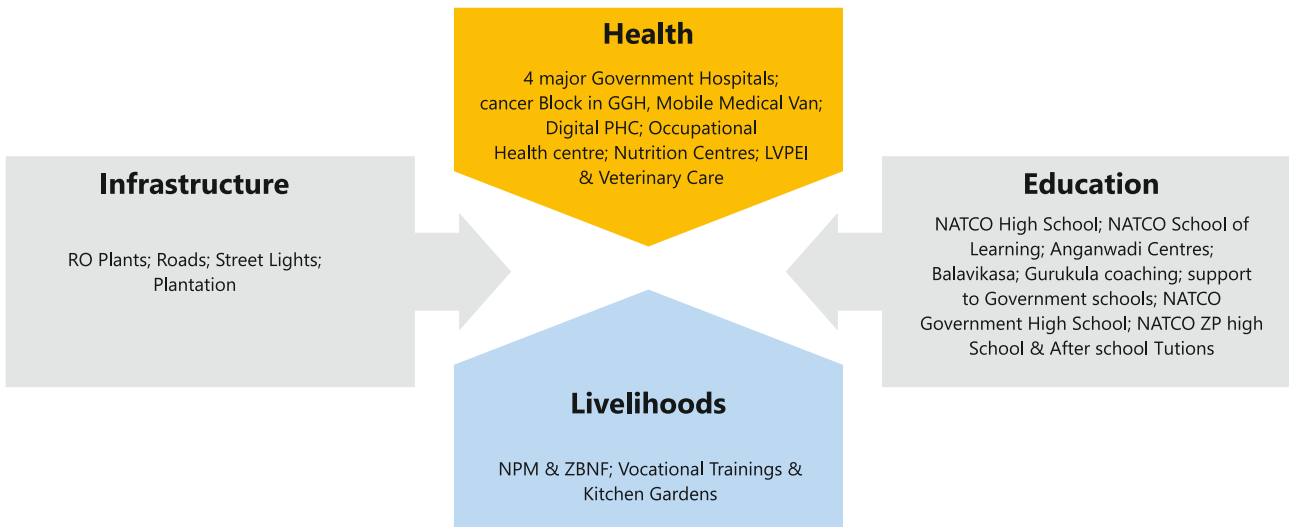 Health
4 major Government Hospitals;
cancer Block in GGH, Mobile Medical Van;
Digital PHC; Occupational
Health centre; Nutrition Centres; LVPEI
& Veterinary Care
Infrastructure
RO Plants; Roads; Street Lights;
Plantation
Education
NATCO High School; NATCO School of
Learning; Anganwadi Centres;
Balavikasa; Gurukula coaching; support
to Government schools; NATCO
Government High School; NATCO ZP high
School & After school Tutions
Livelihoods
NPM & ZBNF; Vocational Trainings &
Kitchen Gardens